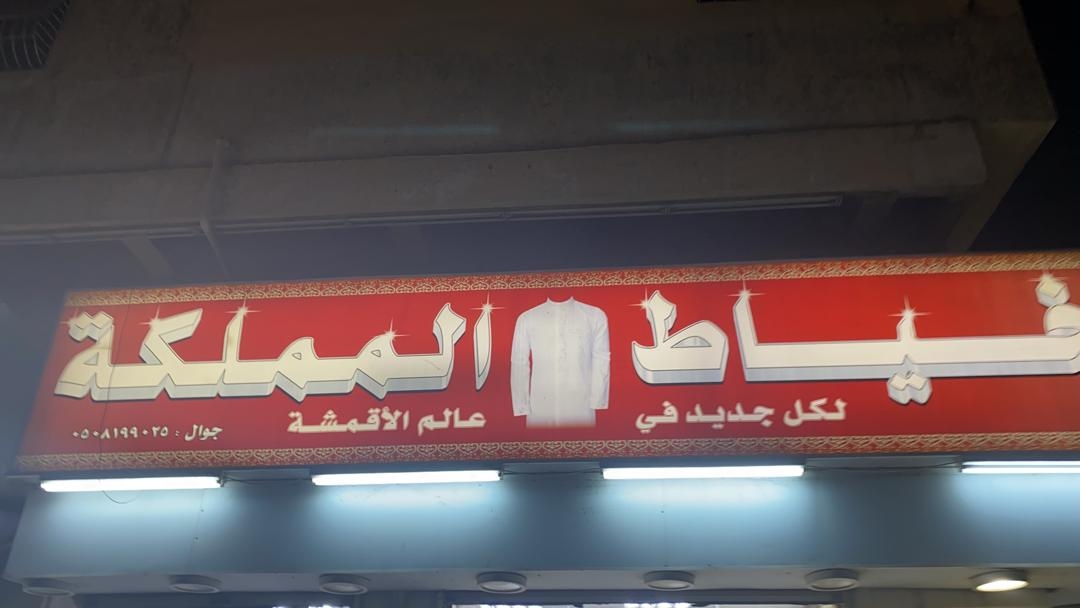 خياط المملكة
لكل جديد في عالم الأقمشة
جوال : ٠٥٠٨١٩٩٠٢٥